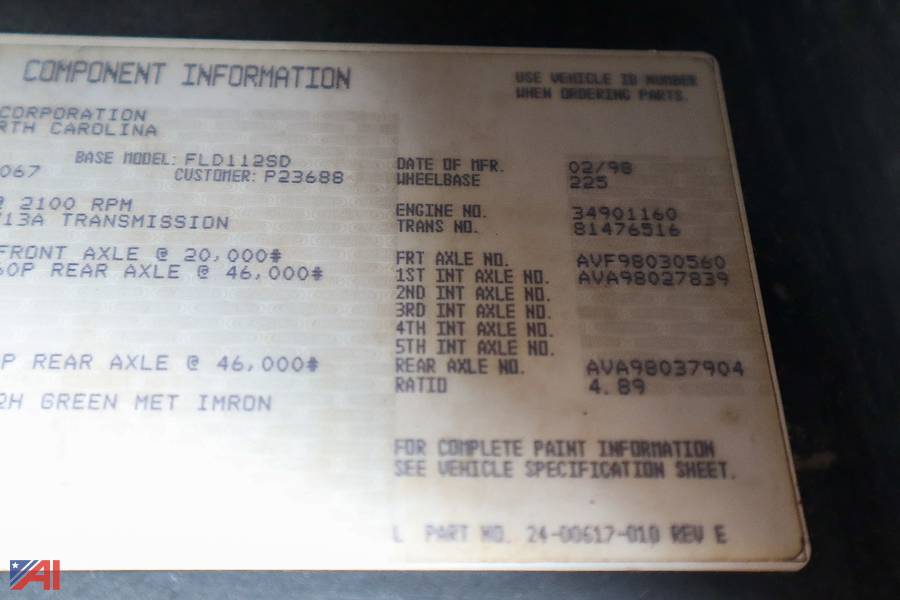 COMPONENT INFORMATION
USE VEHICLE ID NUMBER
WHEN ORDERING PARTS.
CORPORATION
RTH CAROLINA
BASE MODEL: FLD112SD
067 CUSTOMER: P23688
@ 2100 RPM
13A TRANSMISSION
FRONT AXLE @ 20,000#
60P REAR AXLE @ 46,000#
P REAR AXLE @ 46,000#
2H GREEN MET IMRON
DATE OF MFR. 02/98
WHEELBASE 225
ENGINE NO. 34901160
TRANS NO. 81476516
FRT AXLE NO. AVF98030560
1ST INT AXLE NO. AVA98027839
2ND INT AXLE NO.
3RD INT AXLE NO.
4TH INT AXLE NO.
5TH INT AXLE NO.
REAR AXLE NO. AVA98037904
RATIO 4.89
FOR COMPLETE PAINT INFORMATION
SEE VEHICLE SPECIFICATION SHEET.
L PART NO. 24-00617-010 REV E
AI